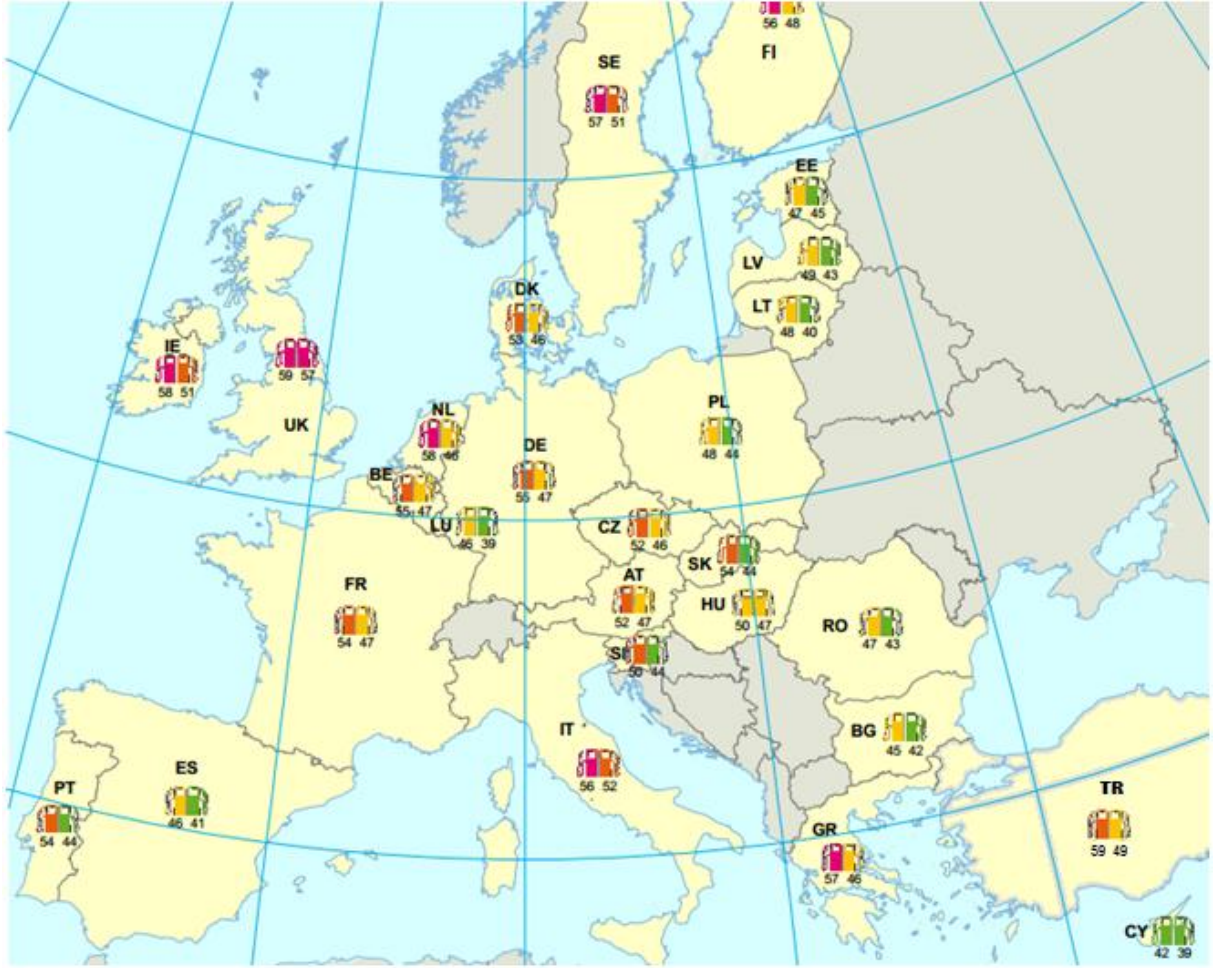 56 48
FI
SE
57 51
EE
47 45
LV
49 43
LT
48 40
DK
53 46
IE
58 51
59 57
UK
NL
58 46
BE
55 47
LU
46 39
DE
55 47
PL
48 44
CZ
52 46
SK
54 44
AT
52 47
HU
50 47
FR
54 47
RO
47 43
SI
50 44
BG
45 42
IT
56 52
ES
46 41
PT
54 44
GR
57 46
TR
59 49
CY
42 39